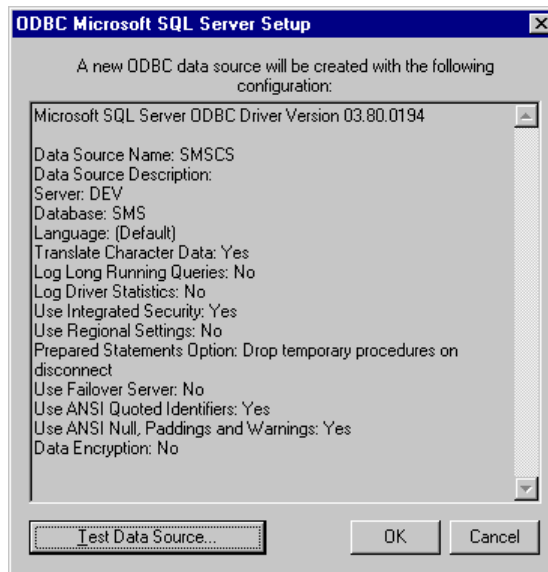 ODBC Microsoft SQL Server Setup
A new ODBC data source will be created with the following
configuration:
Microsoft SQL Server ODBC Driver Version 03.80.0194
Data Source Name: SMSCS
Data Source Description:
Server: DEV
Database: SMS
Language: (Default)
Translate Character Data: Yes
Log Long Running Queries: No
Log Driver Statistics: No
Use Integrated Security: Yes
Use Regional Settings: No
Prepared Statements Option: Drop temporary procedures on
disconnect
Use Failover Server: No
Use ANSI Quoted Identifiers: Yes
Use ANSI Null, Paddings and Warnings: Yes
Data Encryption: No
Test Data Source... OK Cancel